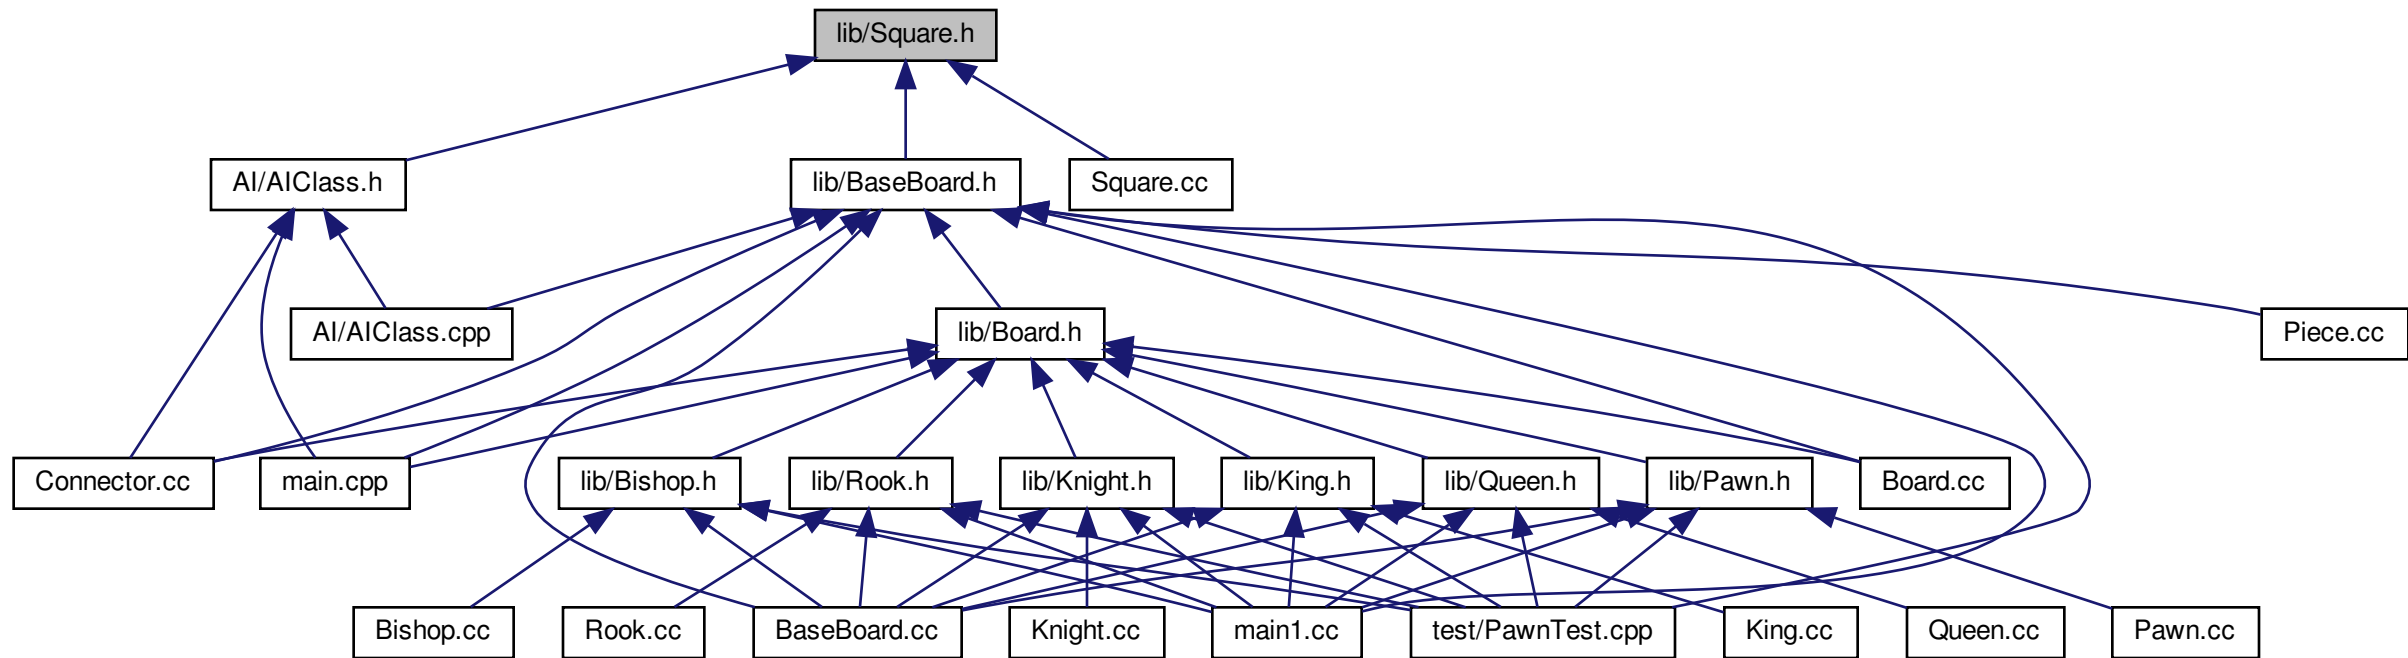 lib/Square.h
AI/AIClass.h
lib/BaseBoard.h
Square.cc
AI/AIClass.cpp
lib/Board.h
Piece.cc
Connector.cc
main.cpp
lib/Bishop.h
lib/Rook.h
lib/Knight.h
lib/King.h
lib/Queen.h
lib/Pawn.h
Board.cc
Bishop.cc
Rook.cc
BaseBoard.cc
Knight.cc
main1.cc
test/PawnTest.cpp
King.cc
Queen.cc
Pawn.cc